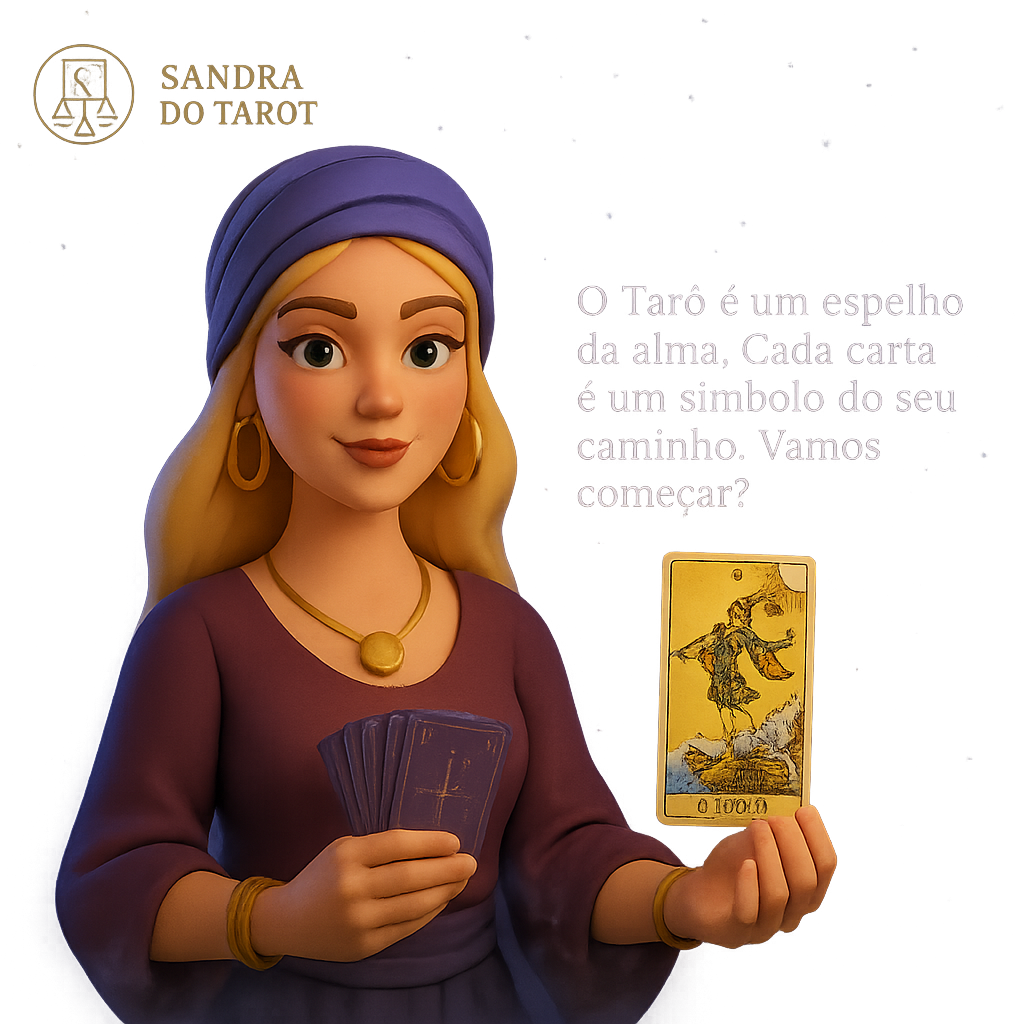 SANDRA
DO TAROT
O Tarô é um espelho
da alma, Cada carta
é um simbolo do seu
caminho. Vamos
começar?